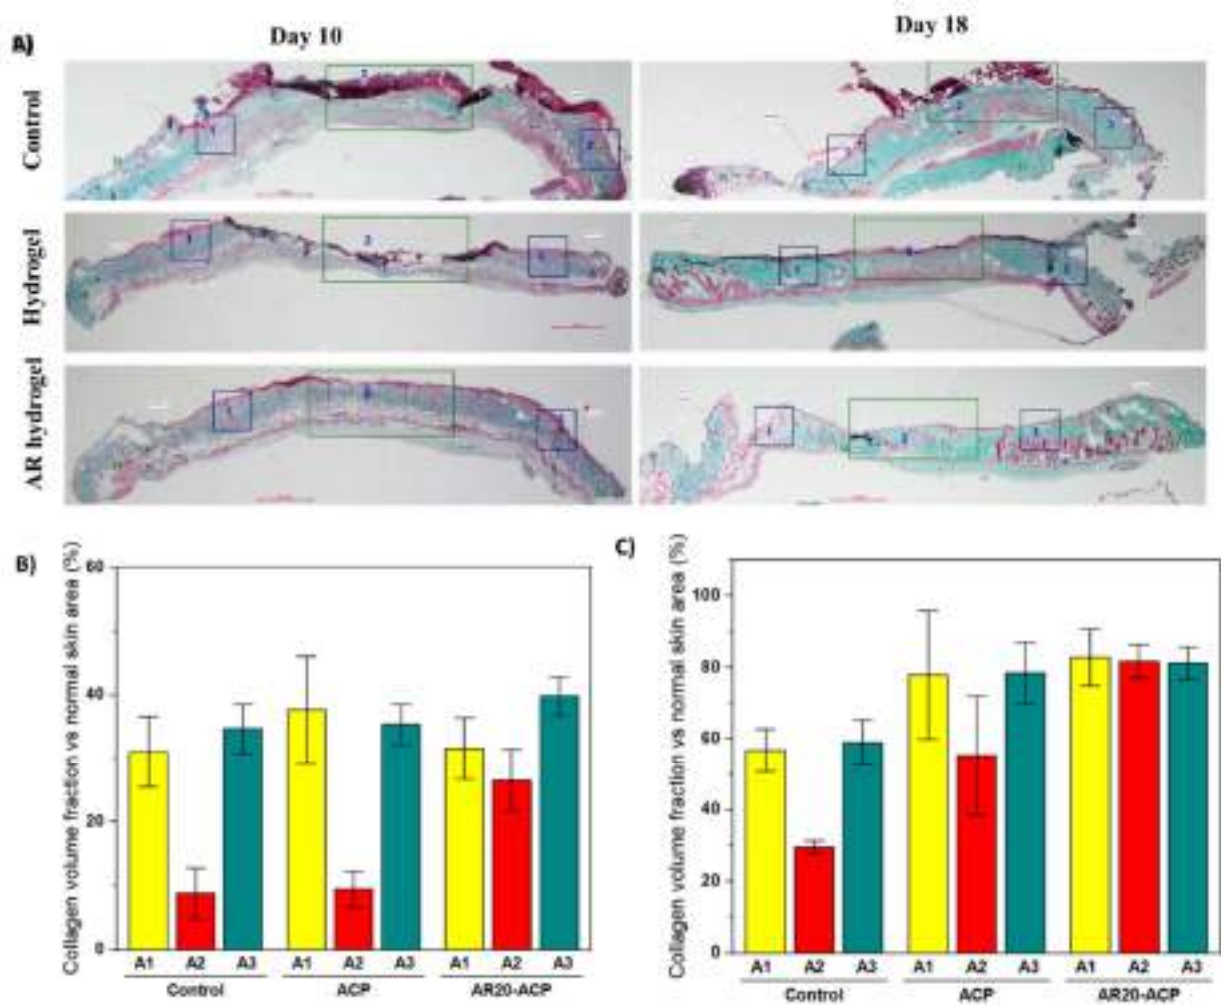 A)
Day 10
Day 18
Control
Hydrogel
AR hydrogel
B)
Collagen volume fraction vs normal skin area (%)
60
40
20
0
A1 A2 A3 A1 A2 A3 A1 A2 A3
Control ACP AR20-ACP
C)
Collagen volume fraction vs normal skin area (%)
100
80
60
40
20
0
A1 A2 A3 A1 A2 A3 A1 A2 A3
Control ACP AR20-ACP